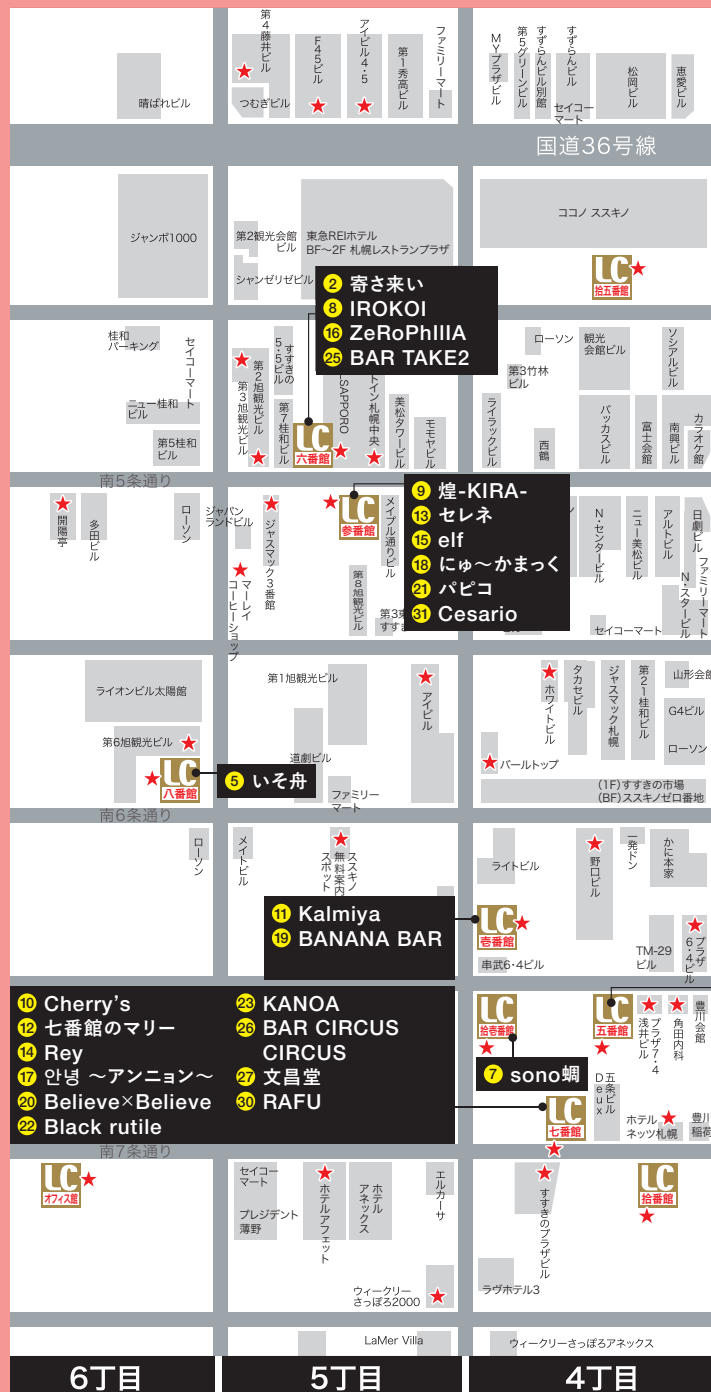 第4藤井ビル
F45ビル
アイビル4・5
第1秀高ビル
ファミリーマート
つむぎビル
晴ばれビル
MYプラザビル
第5グリーンビル
すずらんビル別館
すずらんビル
セイコー
マート
松岡ビル
恵愛ビル
国道36号線
ジャンボ1000
第2観光会館
ビル
シャンゼリゼビル
東急REIホテル
BF〜2F 札幌レストランプラザ
ココノ ススキノ
LC
拾五番館
2 寄さ来い
8 IROKOI
16 ZeRoPhIIIA
25 BAR TAKE2
桂和
パーキング
セイコーマート
ニュー桂和
ビル
第5桂和
ビル
第3旭観光ビル
第2旭観光ビル
すすきの
5・5ビル
第7桂和ビル
LC
六番館
SAPPORO
トイン札幌中央
美松タワービル
モモヤビル
ローソン
第3竹林
ビル
ライラックビル
西鶴
観光
会館ビル
バッカスビル
ソシアルビル
富士会館
南興ビル
カラオケ館
南5条通り
開陽亭
多田ビル
ローソン
ジャパン
ランドビル
ジャスマック3番館
マーレイ
コーヒーショップ
LC
参番館
メイプル通りビル
第8旭観光ビル
第3東
すすき
9 煌-KIRA-
13 セレネ
15 elf
18 にゅ〜かまっく
21 パピコ
31 Cesario
N・センタービル
ニュー美松ビル
アルトビル
日劇ビル
ファミリーマート
N・スタービル
セイコーマート
ライオンビル太陽館
第6旭観光ビル
LC
八番館
5 いそ舟
第1旭観光ビル
道劇ビル
ファミリー
マート
アイビル
ホワイトビル
タカセビル
ジャスマック札幌
第21桂和ビル
山形会館
G4ビル
ローソン
バールトップ
(1F)すすきの市場
(BF)ススキノゼロ番地
南6条通り
ローソン
メイトビル
ススキノ
無料案内
スポット
ライトビル
野口ビル
一発ドン
かに本家
11 Kalmiya
19 BANANA BAR
LC
壱番館
串武6・4ビル
TM-29
ビル
プラザ
6・4ビル
10 Cherry's
12 七番館のマリー
14 Rey
17 안녕 〜アンニョン〜
20 Believe×Believe
22 Black rutile
23 KANOA
26 BAR CIRCUS
CIRCUS
27 文昌堂
30 RAFU
LC
拾壱番館
7 sono蜩
LC
五番館
プラザ7・4
浅井ビル
角田内科
豊川会館
五条ビル
Deux
LC
七番館
ホテル
ネッツ札幌
豊川
稲荷
南7条通り
LC
オフィス館
セイコー
マート
プレジデント
薄野
ホテルアフェット
ホテル
アネックス
エルカーサ
すすきのプラザビル
LC
拾番館
ウィークリー
さっぽろ2000
ラヴホテル3
LaMer Villa
ウィークリーさっぽろアネックス
6丁目
5丁目
4丁目